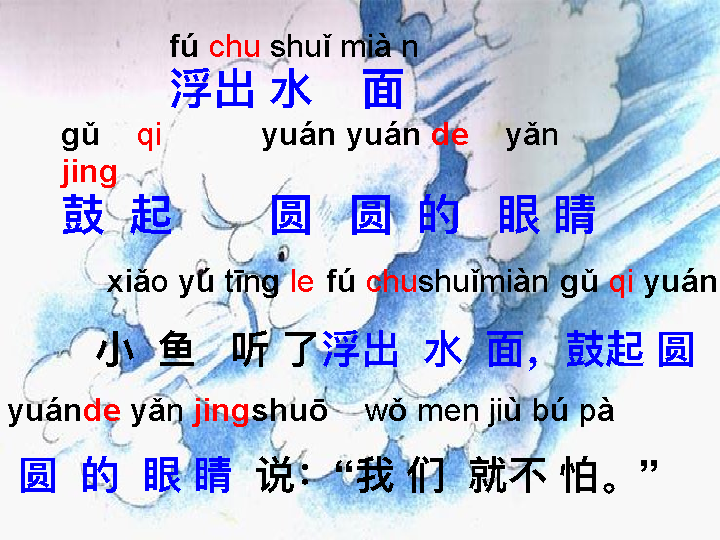 fú chu shuǐ mià n
浮出 水 面
gǔ qi yuán yuán de yǎn
jing
鼓 起 圆 圆 的 眼 睛
xiǎo yú tīng le fú chushuǐmiàn gǔ qi yuán
小 鱼 听 了浮出 水 面，鼓起 圆
yuánde yǎn jingshuō wǒ men jiù bú pà
圆 的 眼 睛 说：“我 们 就不 怕。”